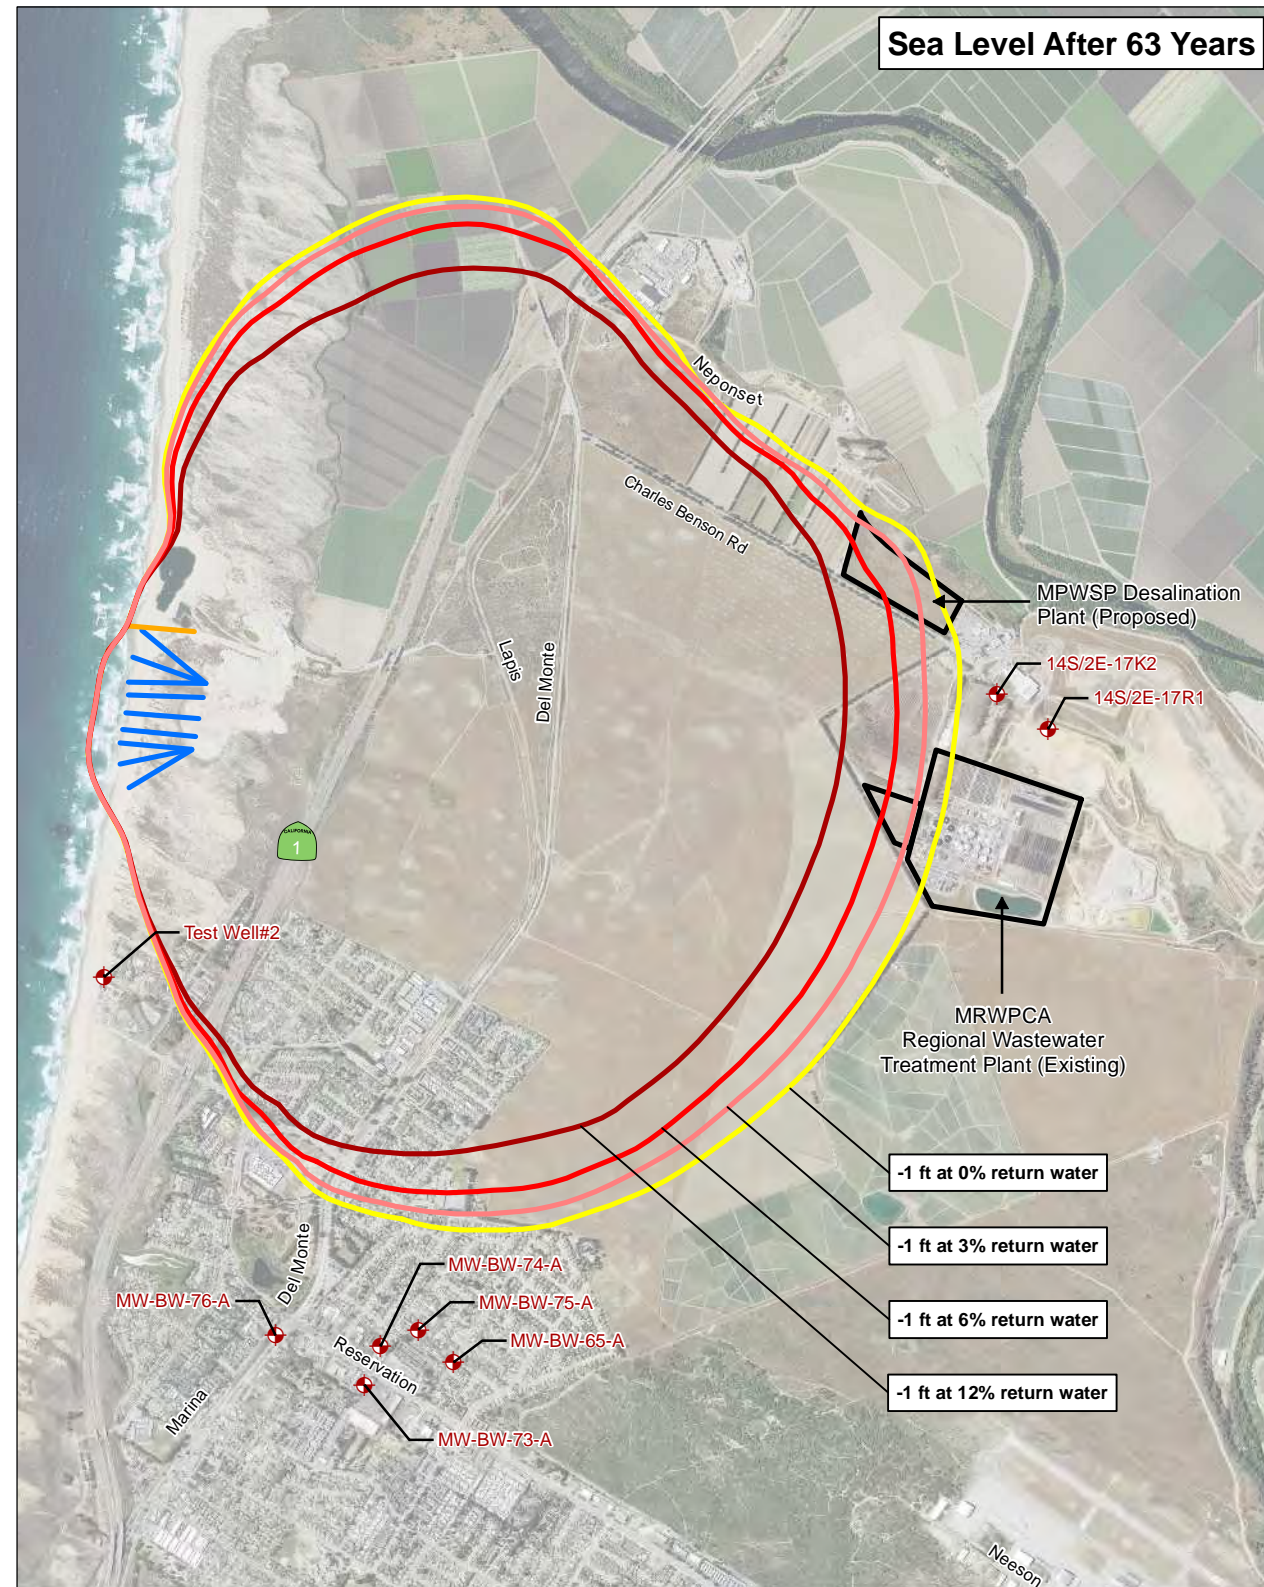 Sea Level After 63 Years
Neponset
Charles Benson Rd
MPWSP Desalination
Plant (Proposed)
Lapis
Del Monte
14S/2E-17K2
14S/2E-17R1
CALIFORNIA
1
Test Well#2
MRWPCA
Regional Wastewater
Treatment Plant (Existing)
-1 ft at 0% return water
-1 ft at 3% return water
-1 ft at 6% return water
-1 ft at 12% return water
Del Monte
MW-BW-74-A
MW-BW-76-A
MW-BW-75-A
MW-BW-65-A
Reservation
Marina
MW-BW-73-A
Neeson